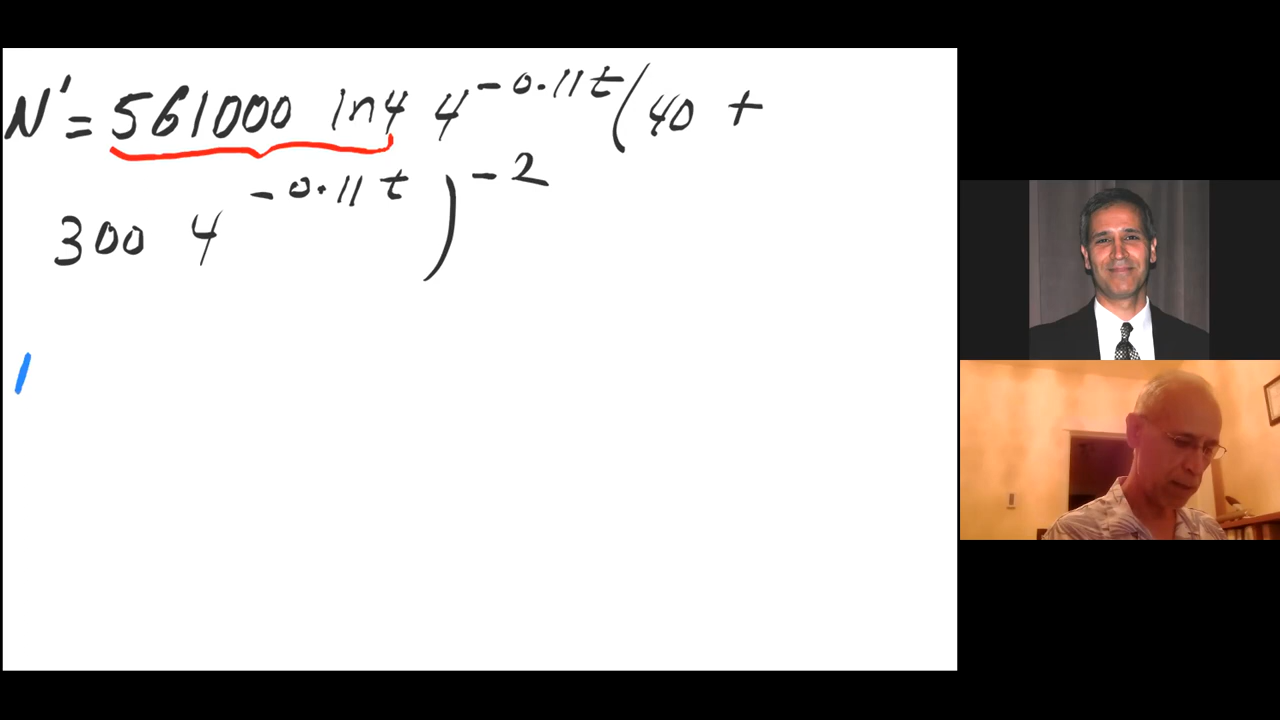 N' = 561000 ln4 4^{-0.11t} (40 +
300 4^{-0.11t})^{-2}